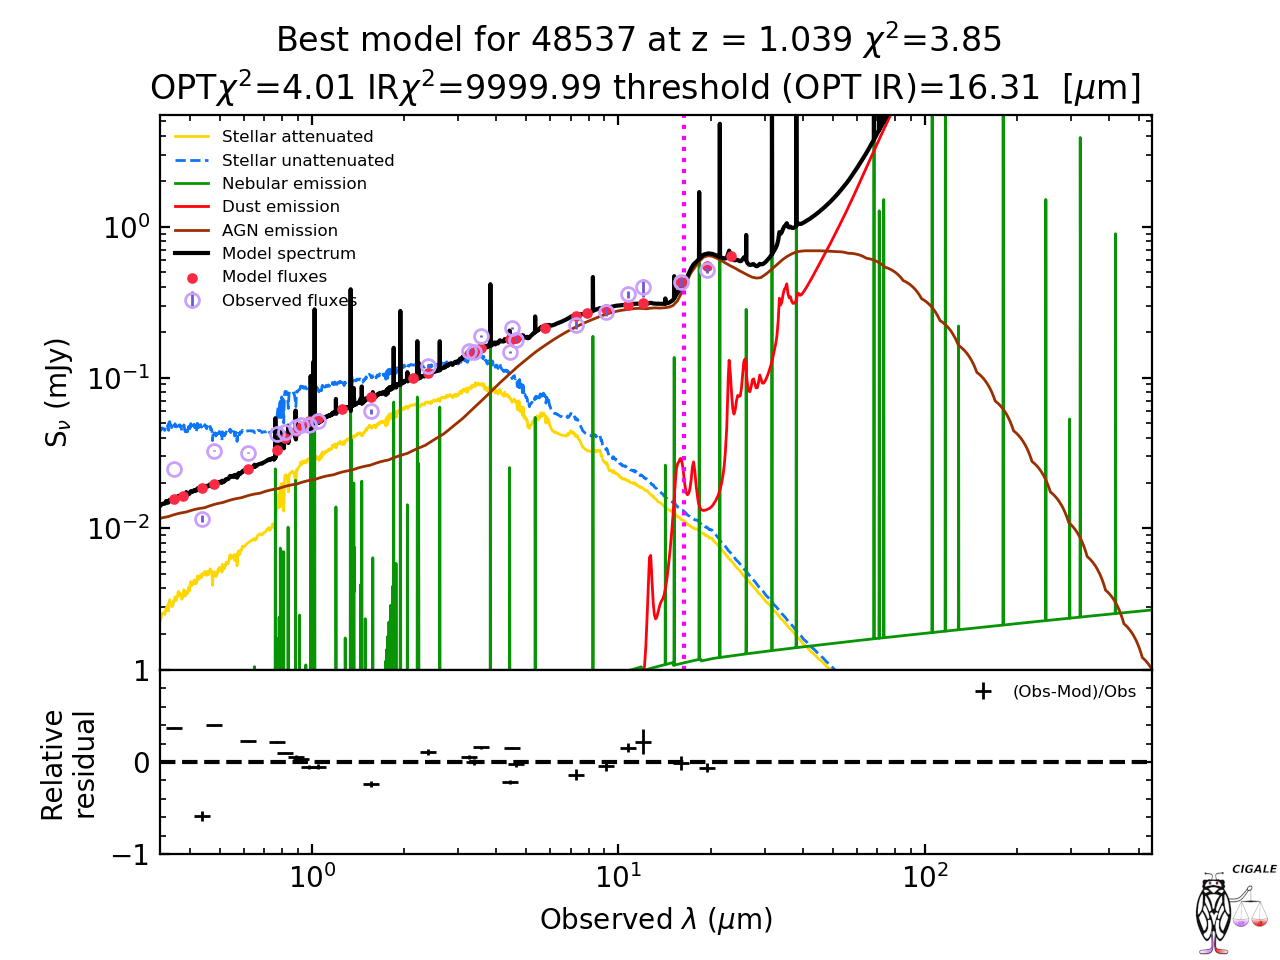 Best model for 48537 at z = 1.039 χ²=3.85
OPTχ²=4.01 IRχ²=9999.99 threshold (OPT IR)=16.31 [μm]
Stellar attenuated
Stellar unattenuated
Nebular emission
Dust emission
AGN emission
Model spectrum
Model fluxes
Observed fluxes
10⁰
10⁻¹
10⁻²
S_ν (mJy)
1
0
−1
Relative
residual
(Obs-Mod)/Obs
10⁰ 10¹ 10²
Observed λ (μm)
CIGALE